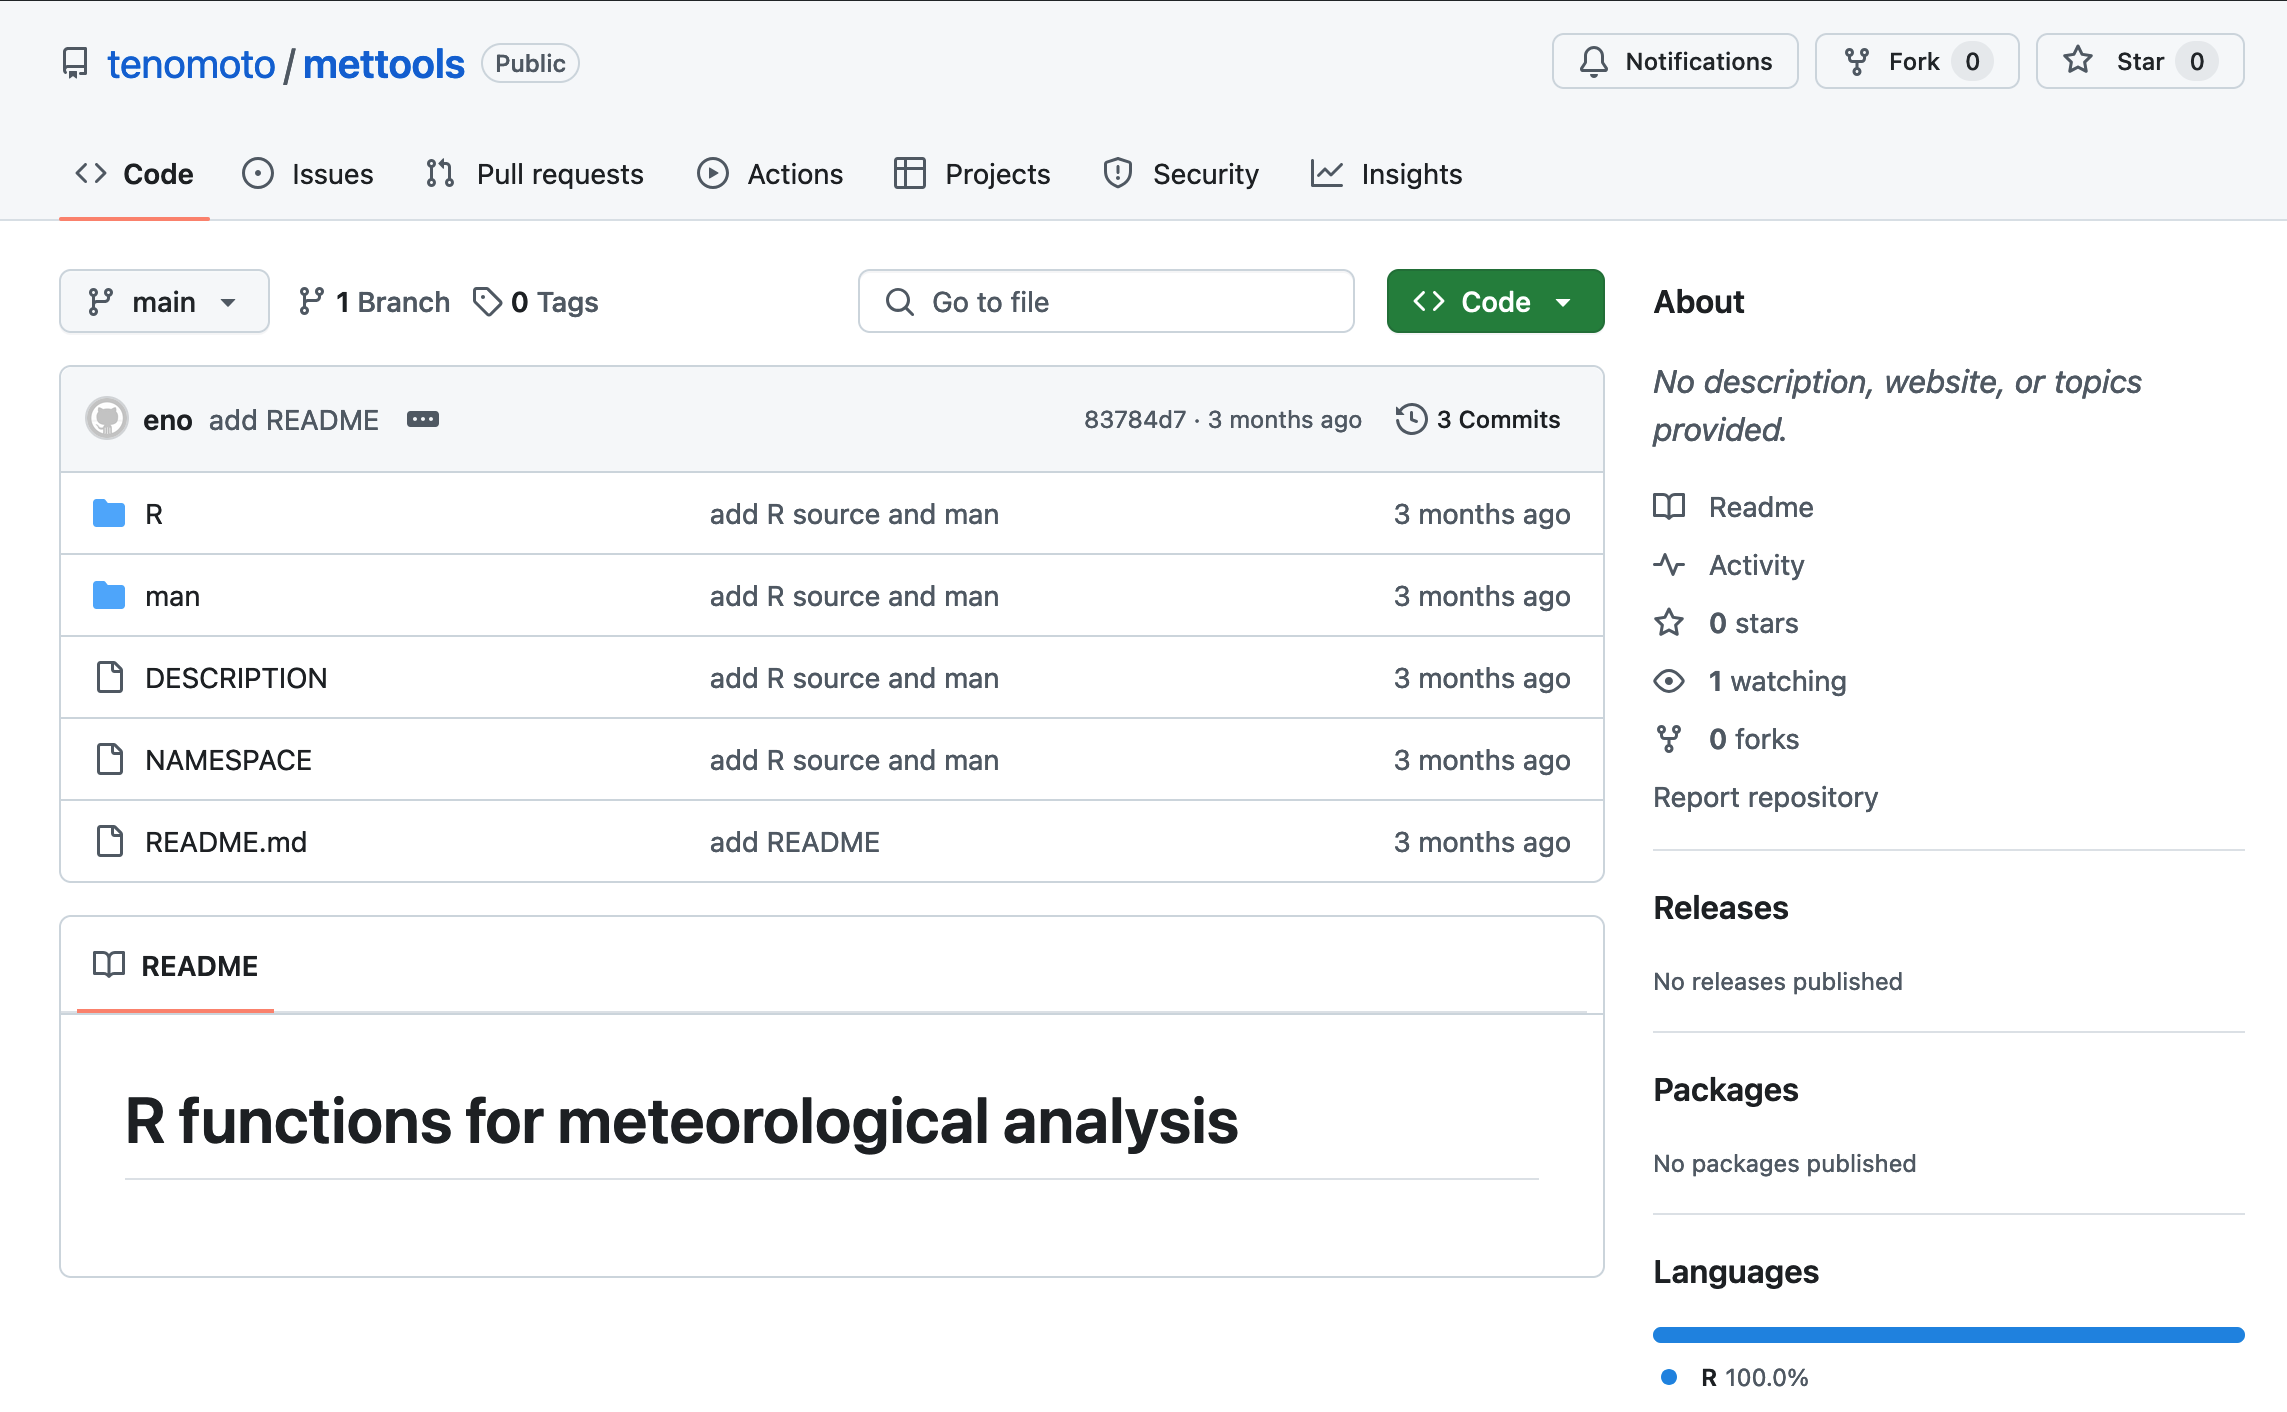 tenomoto / mettools Public
Notifications Fork 0 Star 0
Code Issues Pull requests Actions Projects Security Insights
main 1 Branch 0 Tags Go to file Code
eno add README 83784d7 · 3 months ago 3 Commits
R add R source and man 3 months ago
man add R source and man 3 months ago
DESCRIPTION add R source and man 3 months ago
NAMESPACE add R source and man 3 months ago
README.md add README 3 months ago
README
R functions for meteorological analysis
About
No description, website, or topics
provided.
Readme
Activity
0 stars
1 watching
0 forks
Report repository
Releases
No releases published
Packages
No packages published
Languages
R 100.0%